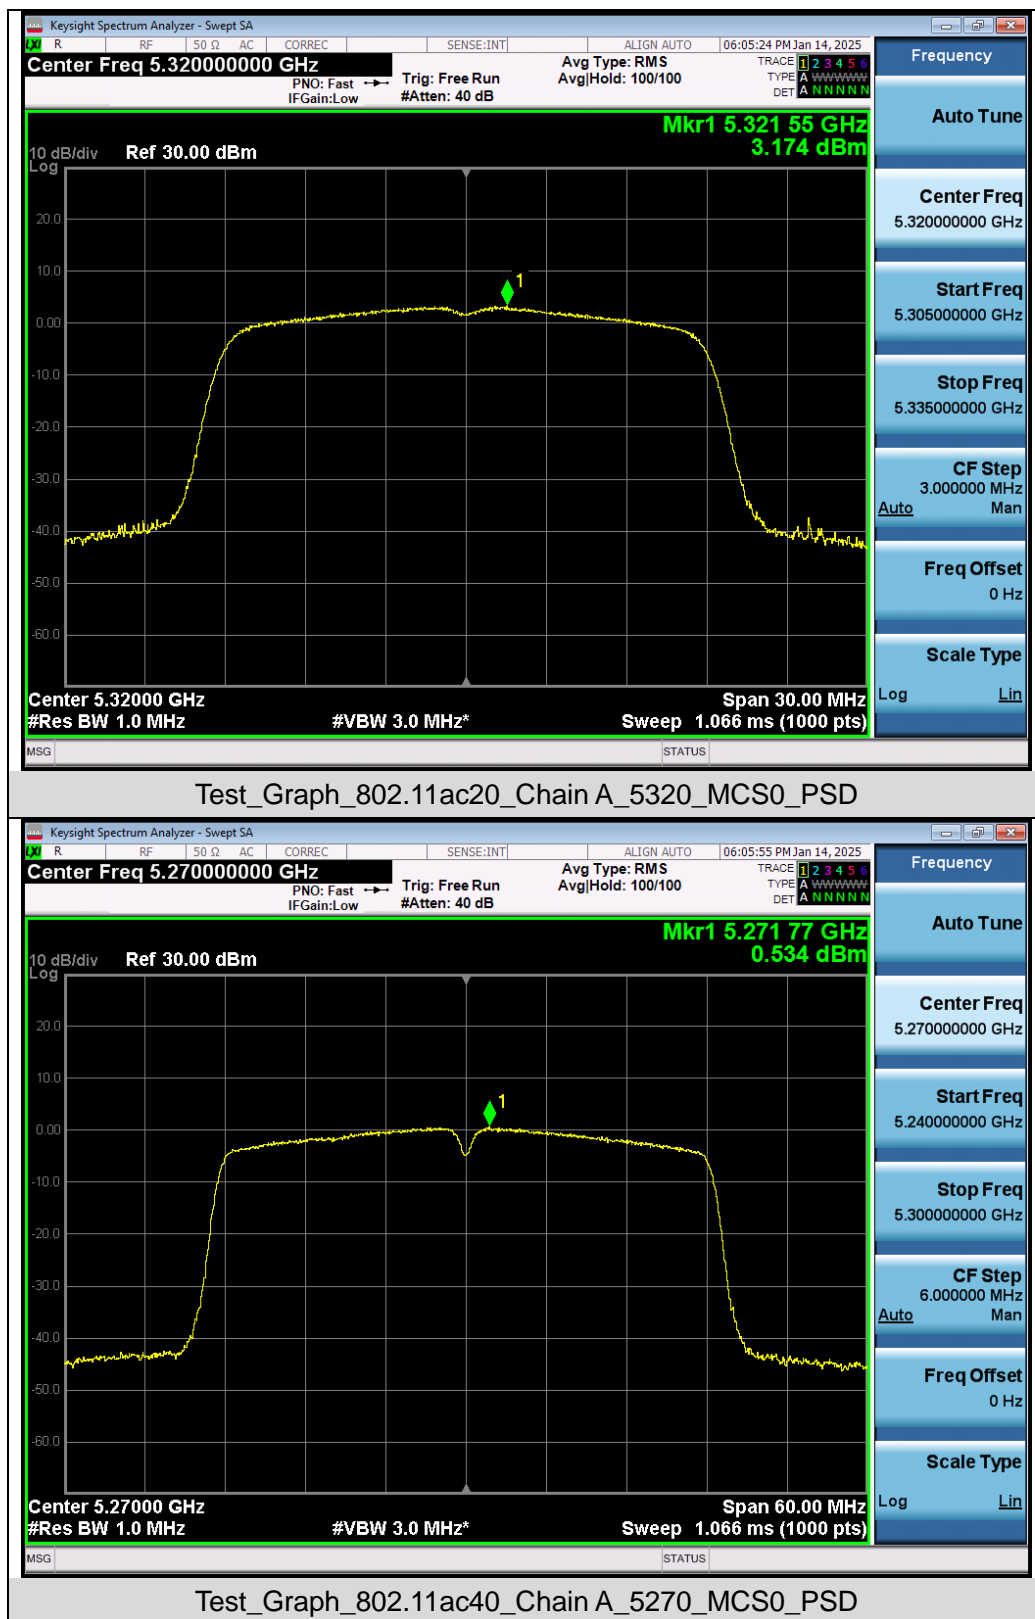 Keysight Spectrum Analyzer - Swept SA
LXI R RF 50 Ω AC CORREC SENSE:INT ALIGN AUTO 06:05:24 PM Jan 14, 2025
Center Freq 5.320000000 GHz
PNO: Fast
IFGain:Low
Trig: Free Run
#Atten: 40 dB
Avg Type: RMS
Avg|Hold: 100/100
TRACE 1 2 3 4 5 6
TYPE A WWWWW
DET A N N N N N
Mkr1 5.321 55 GHz
3.174 dBm
10 dB/div Ref 30.00 dBm
Log
20.0
10.0
1
0.00
-10.0
-20.0
-30.0
-40.0
-50.0
-60.0
Center 5.32000 GHz Span 30.00 MHz
#Res BW 1.0 MHz #VBW 3.0 MHz* Sweep 1.066 ms (1000 pts)
MSG STATUS
Frequency
Auto Tune
Center Freq
5.320000000 GHz
Start Freq
5.305000000 GHz
Stop Freq
5.335000000 GHz
CF Step
3.000000 MHz
Auto Man
Freq Offset
0 Hz
Scale Type
Log Lin
Test_Graph_802.11ac20_Chain A_5320_MCS0_PSD
Keysight Spectrum Analyzer - Swept SA
LXI R RF 50 Ω AC CORREC SENSE:INT ALIGN AUTO 06:05:55 PM Jan 14, 2025
Center Freq 5.270000000 GHz
PNO: Fast
IFGain:Low
Trig: Free Run
#Atten: 40 dB
Avg Type: RMS
Avg|Hold: 100/100
TRACE 1 2 3 4 5 6
TYPE A WWWWW
DET A N N N N N
Mkr1 5.271 77 GHz
0.534 dBm
10 dB/div Ref 30.00 dBm
Log
20.0
10.0
1
0.00
-10.0
-20.0
-30.0
-40.0
-50.0
-60.0
Center 5.27000 GHz Span 60.00 MHz
#Res BW 1.0 MHz #VBW 3.0 MHz* Sweep 1.066 ms (1000 pts)
MSG STATUS
Frequency
Auto Tune
Center Freq
5.270000000 GHz
Start Freq
5.240000000 GHz
Stop Freq
5.300000000 GHz
CF Step
6.000000 MHz
Auto Man
Freq Offset
0 Hz
Scale Type
Log Lin
Test_Graph_802.11ac40_Chain A_5270_MCS0_PSD